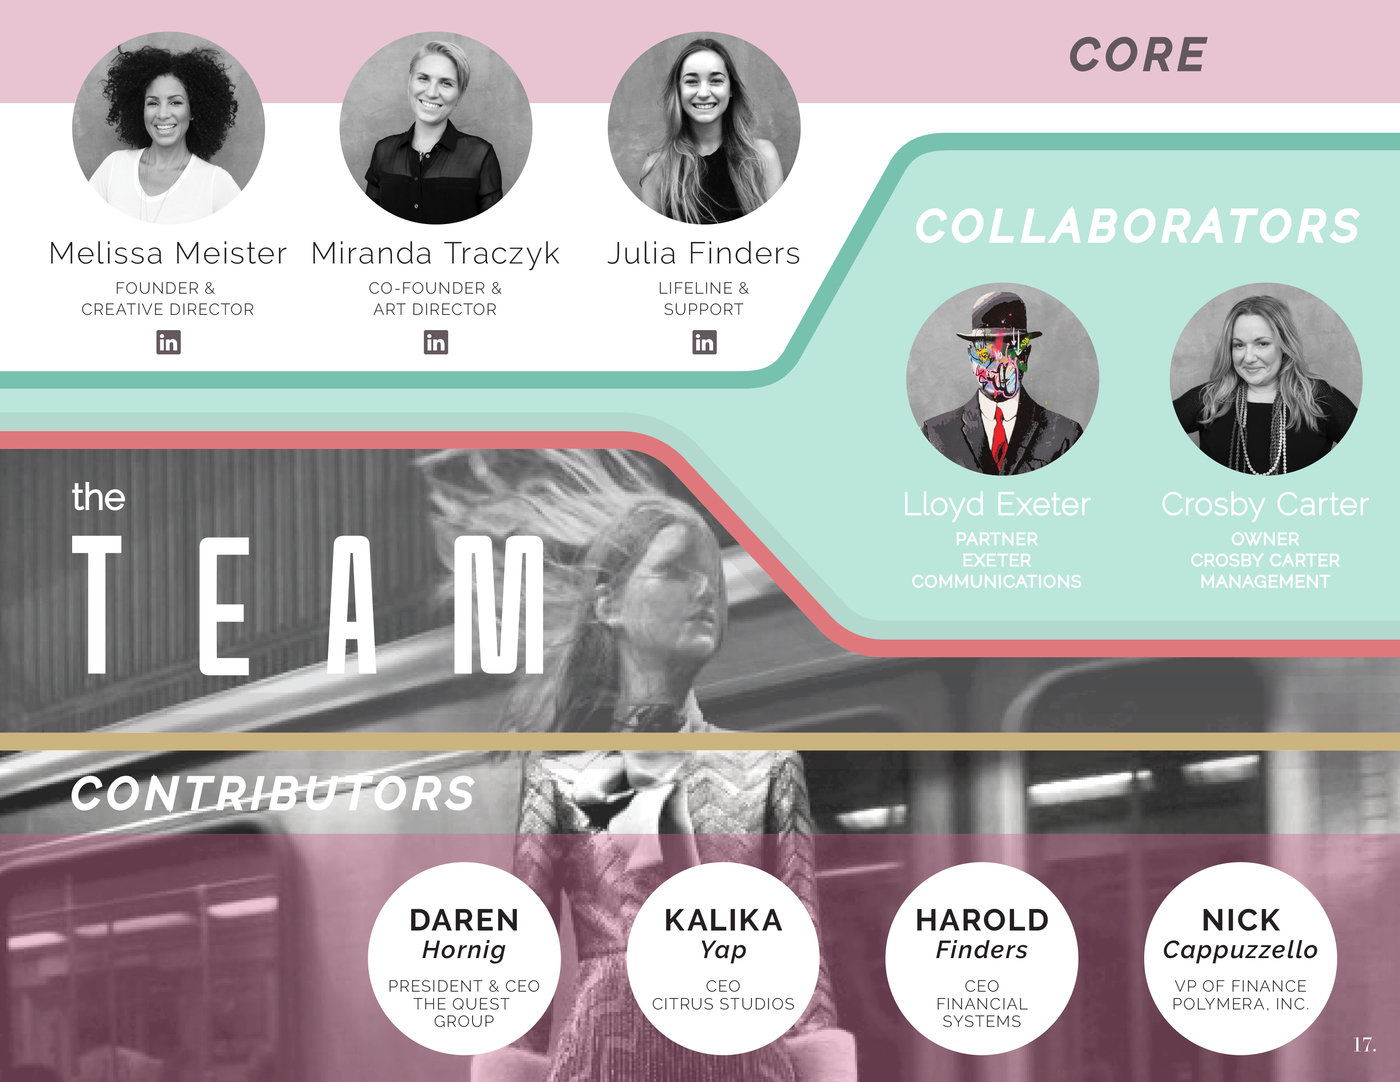 CORE
Melissa Meister
FOUNDER &
CREATIVE DIRECTOR
in
Miranda Traczyk
CO-FOUNDER &
ART DIRECTOR
in
Julia Finders
LIFELINE &
SUPPORT
in
COLLABORATORS
Lloyd Exeter
PARTNER
EXETER
COMMUNICATIONS
Crosby Carter
OWNER
CROSBY CARTER
MANAGEMENT
the
TEAM
CONTRIBUTORS
DAREN
Hornig
PRESIDENT & CEO
THE QUEST
GROUP
KALIKA
Yap
CEO
CITRUS STUDIOS
HAROLD
Finders
CEO
FINANCIAL
SYSTEMS
NICK
Cappuzzello
VP OF FINANCE
POLYMERA, INC.
17.